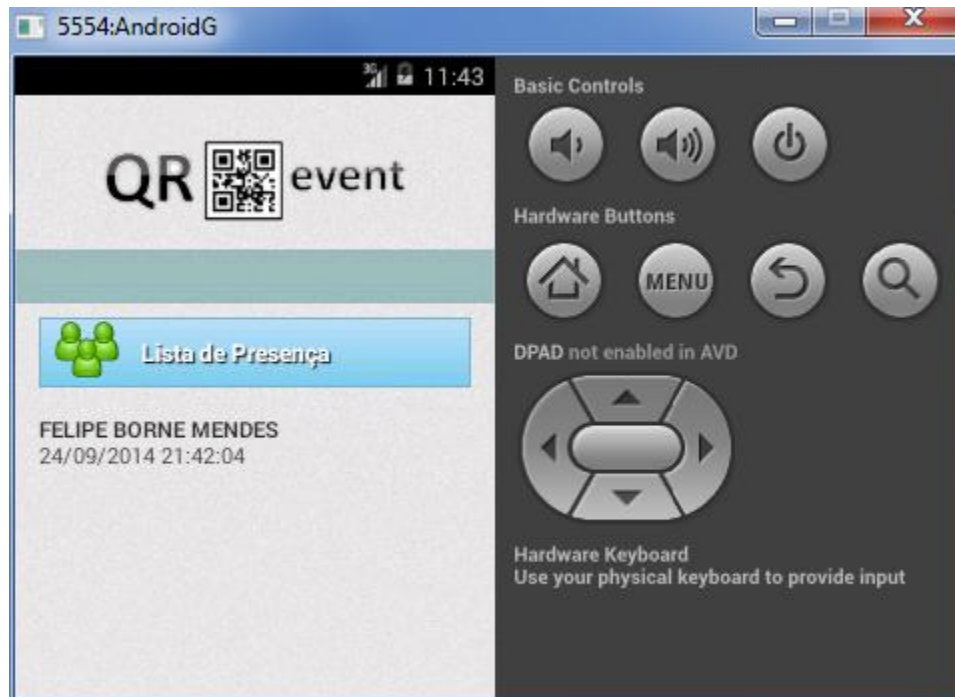 5554:AndroidG
3G 11:43
QR event
Lista de Presença
FELIPE BORNE MENDES
24/09/2014 21:42:04
Basic Controls
Hardware Buttons
MENU
DPAD not enabled in AVD
Hardware Keyboard
Use your physical keyboard to provide input